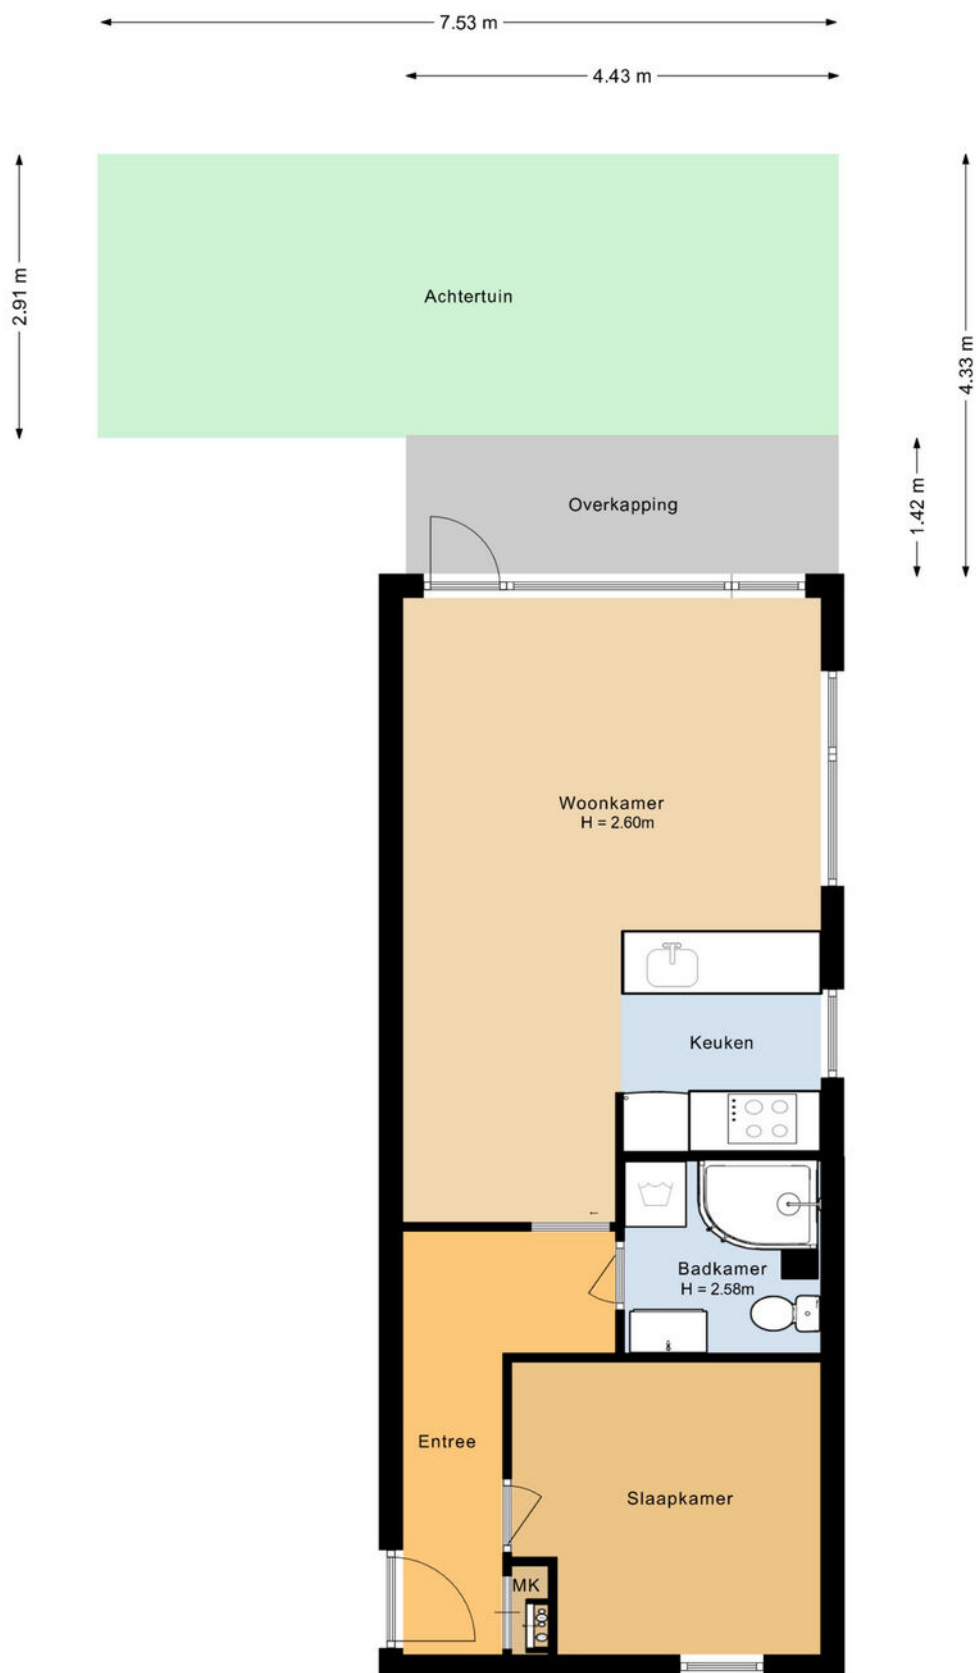 7.53 m
4.43 m
2.91 m
4.33 m
Achtertuin
1.42 m
Overkapping
Woonkamer
H = 2.60m
Keuken
Badkamer
H = 2.58m
Entree
Slaapkamer
MK